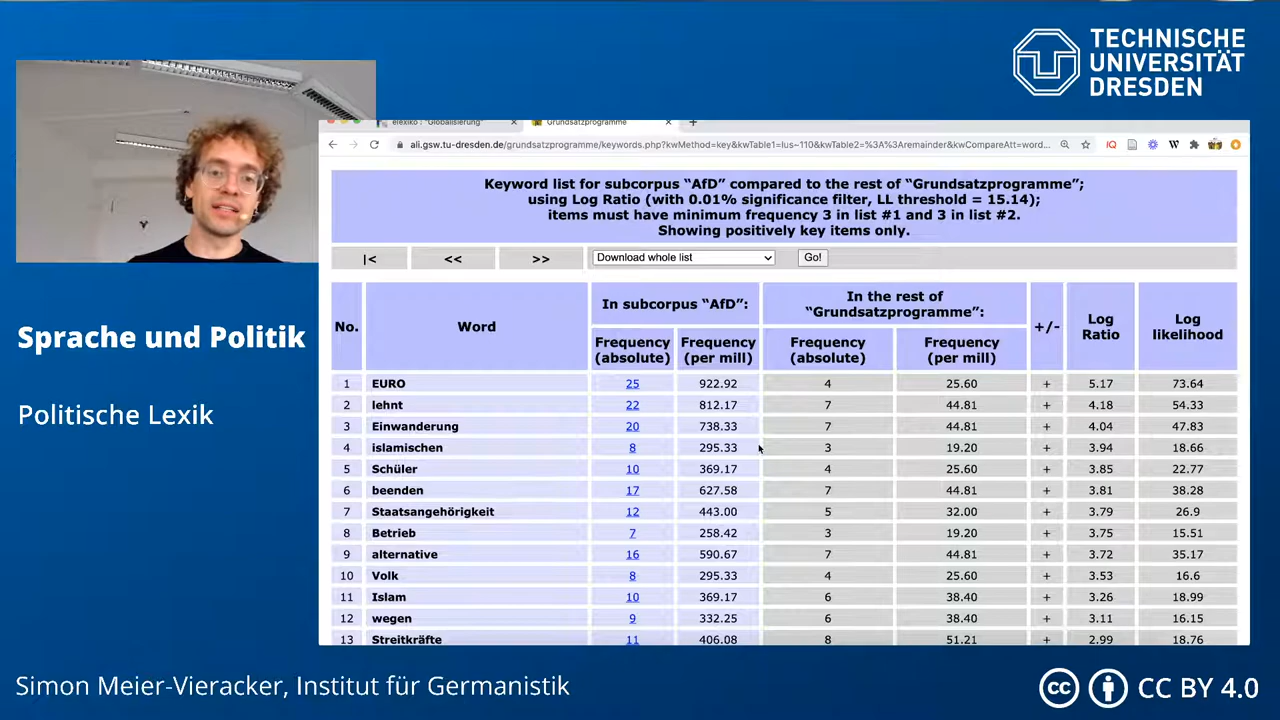 TECHNISCHE
UNIVERSITÄT
DRESDEN
elexiko : "Globalisierung"
Grundsatzprogramme
ali.gsw.tu-dresden.de/grundsatzprogramme/keywords.php?kwMethod=key&kwTable1=lus~110&kwTable2=%3A%3Aremainder&kwCompareAtt=word...
Keyword list for subcorpus “AfD” compared to the rest of “Grundsatzprogramme”;
using Log Ratio (with 0.01% significance filter, LL threshold = 15.14);
items must have minimum frequency 3 in list #1 and 3 in list #2.
Showing positively key items only.
|< << >> Download whole list Go!
No. Word In subcorpus “AfD”: In the rest of “Grundsatzprogramme”: +/- Log Ratio Log likelihood
Frequency (absolute) Frequency (per mill) Frequency (absolute) Frequency (per mill)
1 EURO 25 922.92 4 25.60 + 5.17 73.64
2 lehnt 22 812.17 7 44.81 + 4.18 54.33
3 Einwanderung 20 738.33 7 44.81 + 4.04 47.83
4 islamischen 8 295.33 3 19.20 + 3.94 18.66
5 Schüler 10 369.17 4 25.60 + 3.85 22.77
6 beenden 17 627.58 7 44.81 + 3.81 38.28
7 Staatsangehörigkeit 12 443.00 5 32.00 + 3.79 26.9
8 Betrieb 7 258.42 3 19.20 + 3.75 15.51
9 alternative 16 590.67 7 44.81 + 3.72 35.17
10 Volk 8 295.33 4 25.60 + 3.53 16.6
11 Islam 10 369.17 6 38.40 + 3.26 18.99
12 wegen 9 332.25 6 38.40 + 3.11 16.15
13 Streitkräfte 11 406.08 8 51.21 + 2.99 18.76
Sprache und Politik
Politische Lexik
Simon Meier-Vieracker, Institut für Germanistik
cc CC BY 4.0